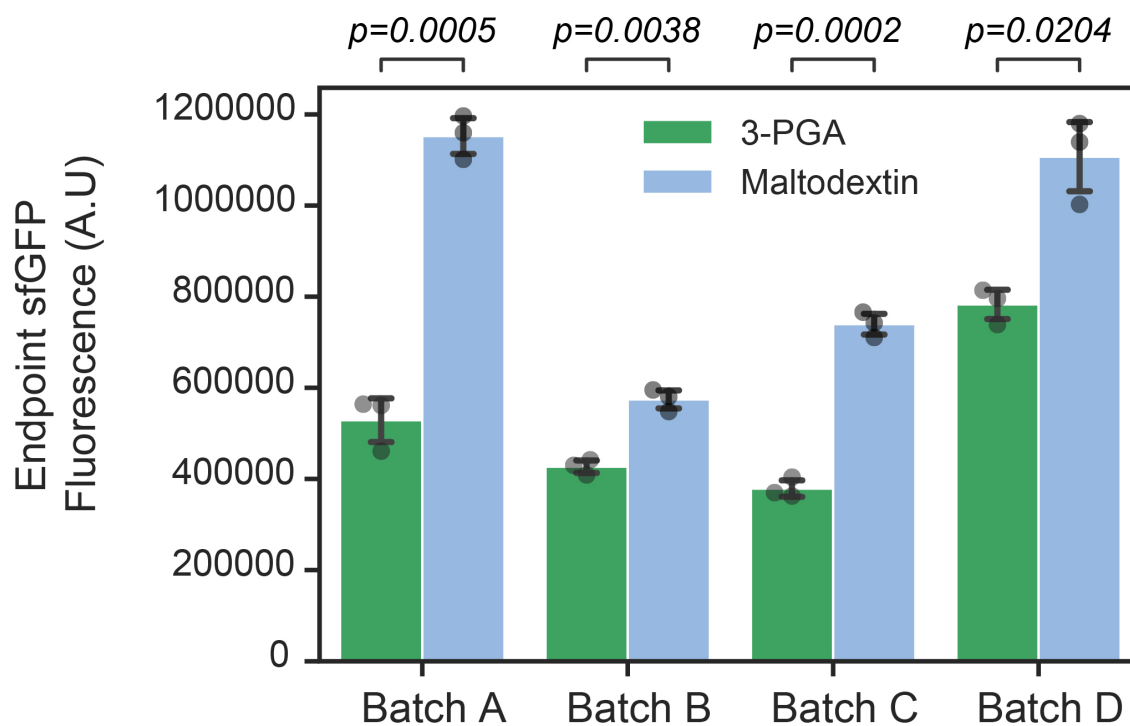 p=0.0005 p=0.0038 p=0.0002 p=0.0204
Endpoint sfGFP
Fluorescence (A.U)
1200000
1000000
800000
600000
400000
200000
0
3-PGA
Maltodextin
Batch A Batch B Batch C Batch D